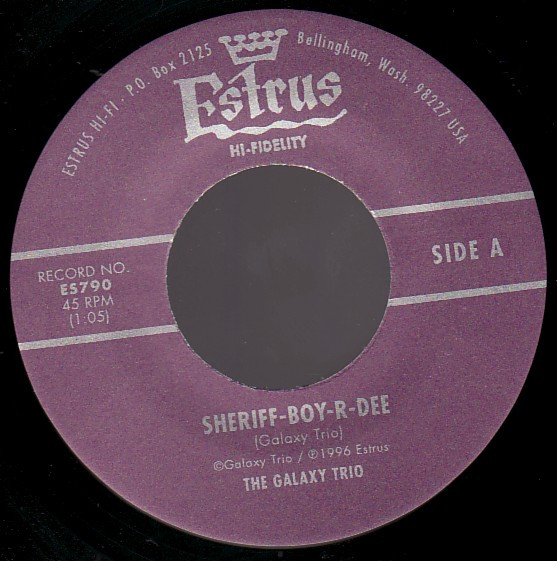 ESTRUS HI-FI · P.O. Box 2125 Bellingham, Wash. 98227 USA
Estrus
HI-FIDELITY
RECORD NO.
ES790
45 RPM
(1:05)
SIDE A
SHERIFF-BOY-R-DEE
(Galaxy Trio)
©Galaxy Trio / ℗1996 Estrus
THE GALAXY TRIO